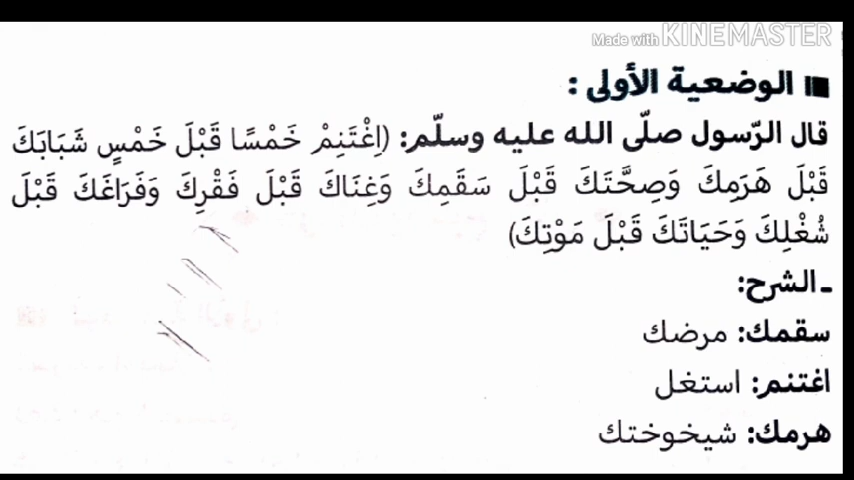 Made with KINEMASTER
الوضعية الأولى :
قال الرّسول صلّى الله عليه وسلّم: (اِغْتَنِمْ خَمْسًا قَبْلَ خَمْسٍ شَبَابَكَ
قَبْلَ هَرَمِكَ وَصِحَّتَكَ قَبْلَ سَقَمِكَ وَغِنَاكَ قَبْلَ فَقْرِكَ وَفَرَاغَكَ قَبْلَ
شُغْلِكَ وَحَيَاتَكَ قَبْلَ مَوْتِكَ)
ـ الشرح:
سقمك: مرضك
اغتنم: استغل
هرمك: شيخوختك